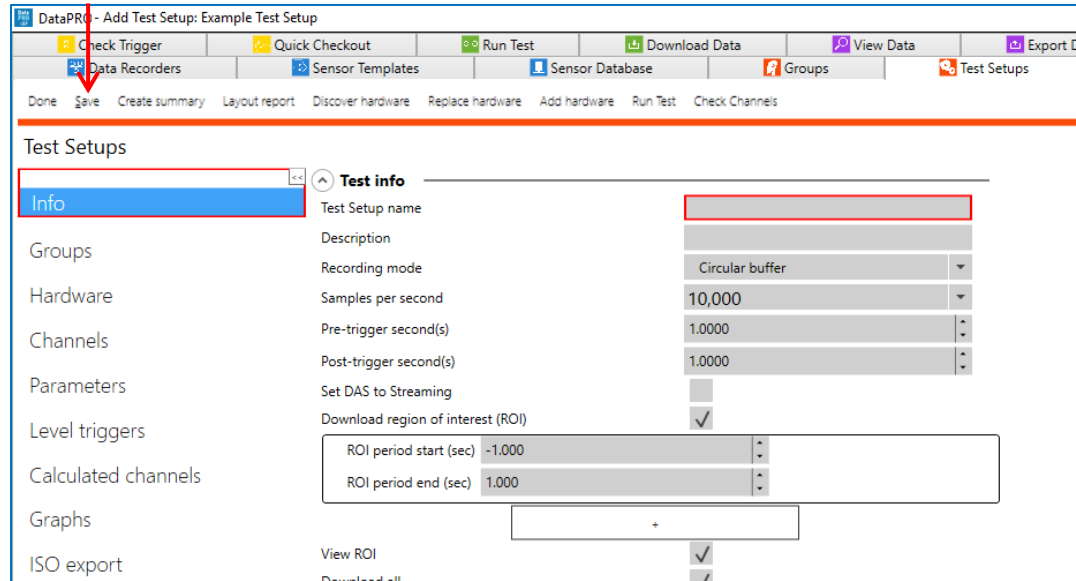 Data PRO DataPRO - Add Test Setup: Example Test Setup
Check Trigger Quick Checkout Run Test Download Data View Data Export D
Data Recorders Sensor Templates Sensor Database Groups Test Setups
Done Save Create summary Layout report Discover hardware Replace hardware Add hardware Run Test Check Channels
Test Setups
<< Test info
Info
Test Setup name
Description
Groups
Recording mode Circular buffer
Hardware
Samples per second 10,000
Pre-trigger second(s) 1.0000
Channels
Post-trigger second(s) 1.0000
Parameters
Set DAS to Streaming
Download region of interest (ROI)
Level triggers
ROI period start (sec) -1.000
Calculated channels
ROI period end (sec) 1.000
Graphs
+
View ROI
ISO export
Download all